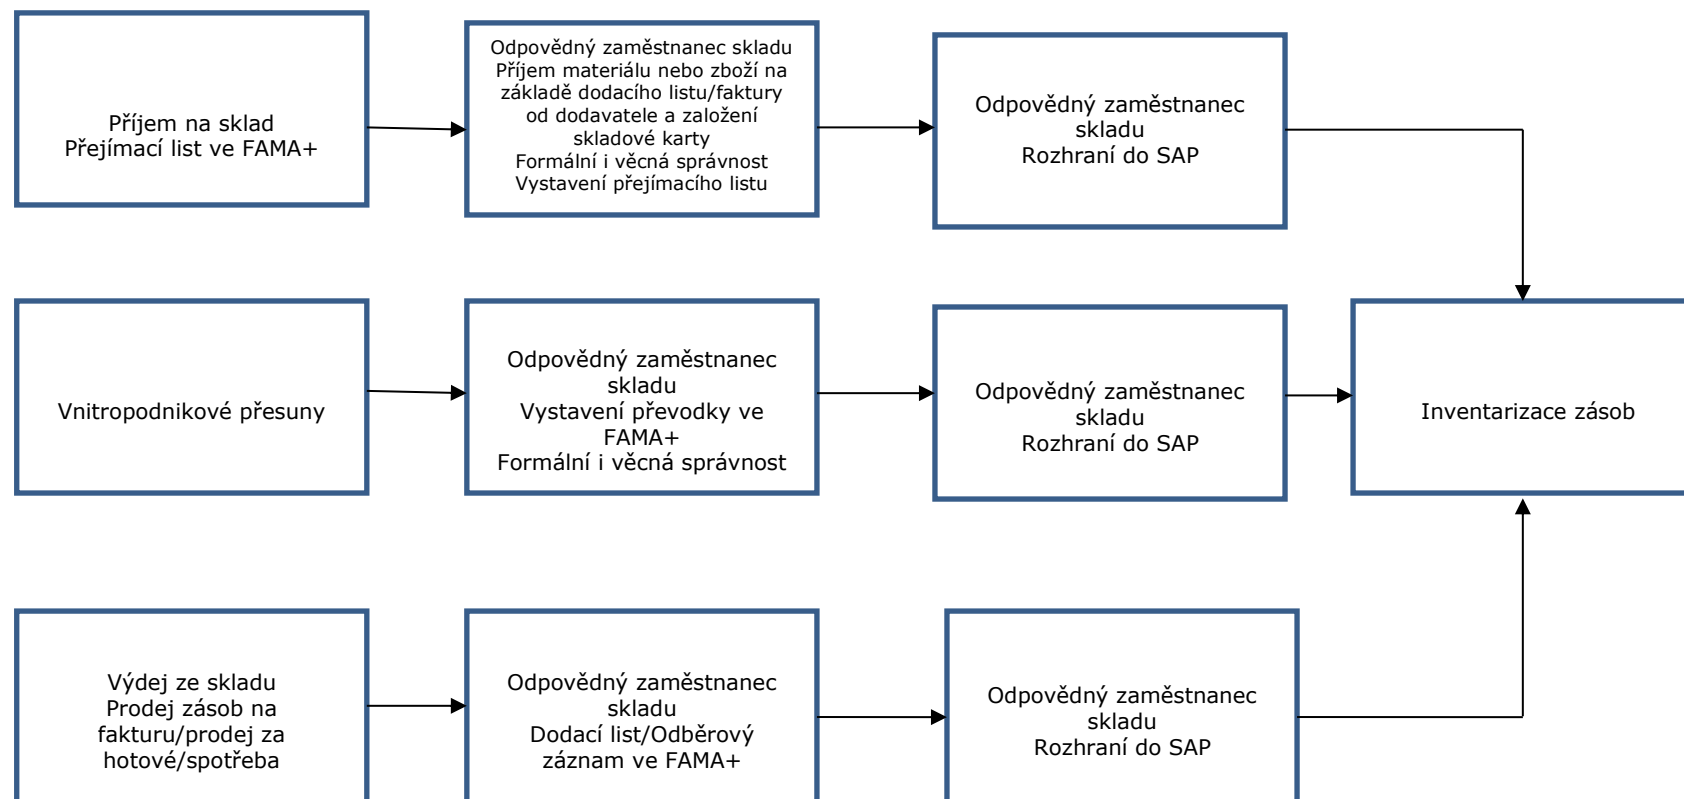 Příjem na sklad
Přejímací list ve FAMA+
Odpovědný zaměstnanec skladu
Příjem materiálu nebo zboží na
základě dodacího listu/faktury
od dodavatele a založení
skladové karty
Formální i věcná správnost
Vystavení přejímacího listu
Odpovědný zaměstnanec
skladu
Rozhraní do SAP
Vnitropodnikové přesuny
Odpovědný zaměstnanec
skladu
Vystavení převodky ve
FAMA+
Formální i věcná správnost
Odpovědný zaměstnanec
skladu
Rozhraní do SAP
Inventarizace zásob
Výdej ze skladu
Prodej zásob na
fakturu/prodej za
hotové/spotřeba
Odpovědný zaměstnanec
skladu
Dodací list/Odběrový
záznam ve FAMA+
Odpovědný zaměstnanec
skladu
Rozhraní do SAP